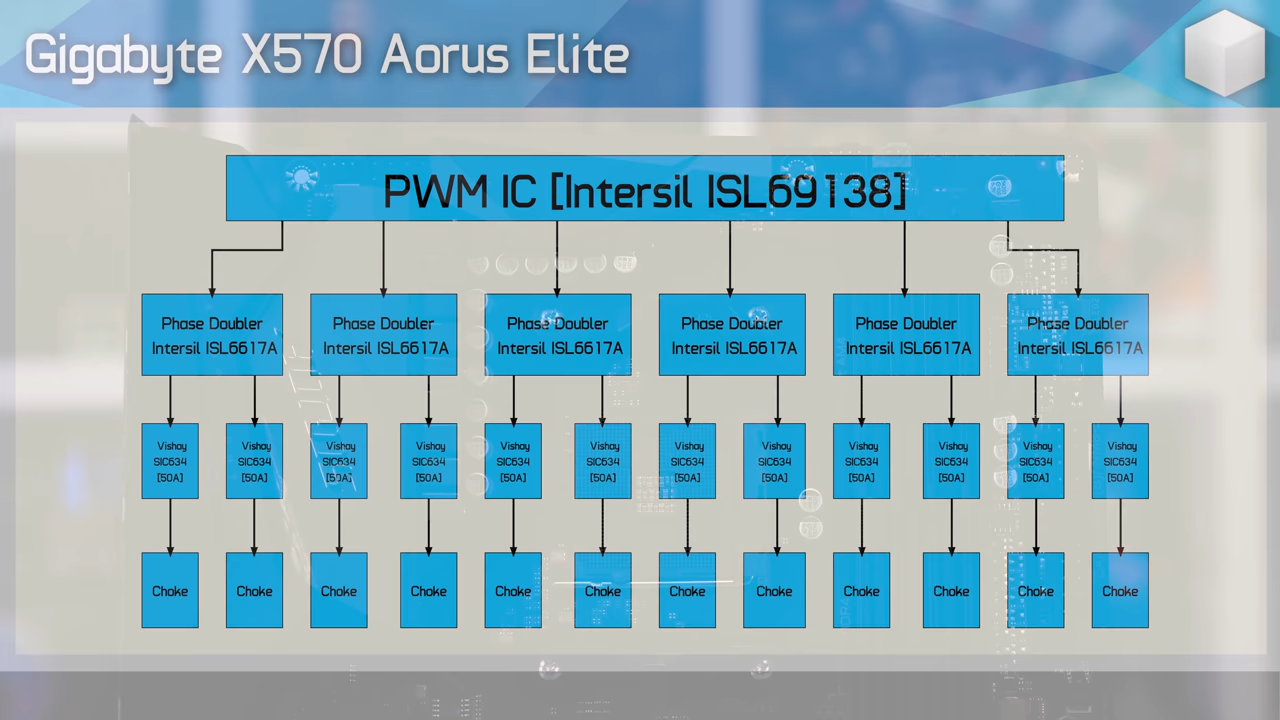 Gigabyte X570 Aorus Elite
PWM IC [Intersil ISL69138]
Phase Doubler
Intersil ISL6617A
Phase Doubler
Intersil ISL6617A
Phase Doubler
Intersil ISL6617A
Phase Doubler
Intersil ISL6617A
Phase Doubler
Intersil ISL6617A
Phase Doubler
Intersil ISL6617A
Vishay
SIC634
[50A]
Vishay
SIC634
[50A]
Vishay
SIC634
[50A]
Vishay
SIC634
[50A]
Vishay
SIC634
[50A]
Vishay
SIC634
[50A]
Vishay
SIC634
[50A]
Vishay
SIC634
[50A]
Vishay
SIC634
[50A]
Vishay
SIC634
[50A]
Vishay
SIC634
[50A]
Vishay
SIC634
[50A]
Choke
Choke
Choke
Choke
Choke
Choke
Choke
Choke
Choke
Choke
Choke
Choke